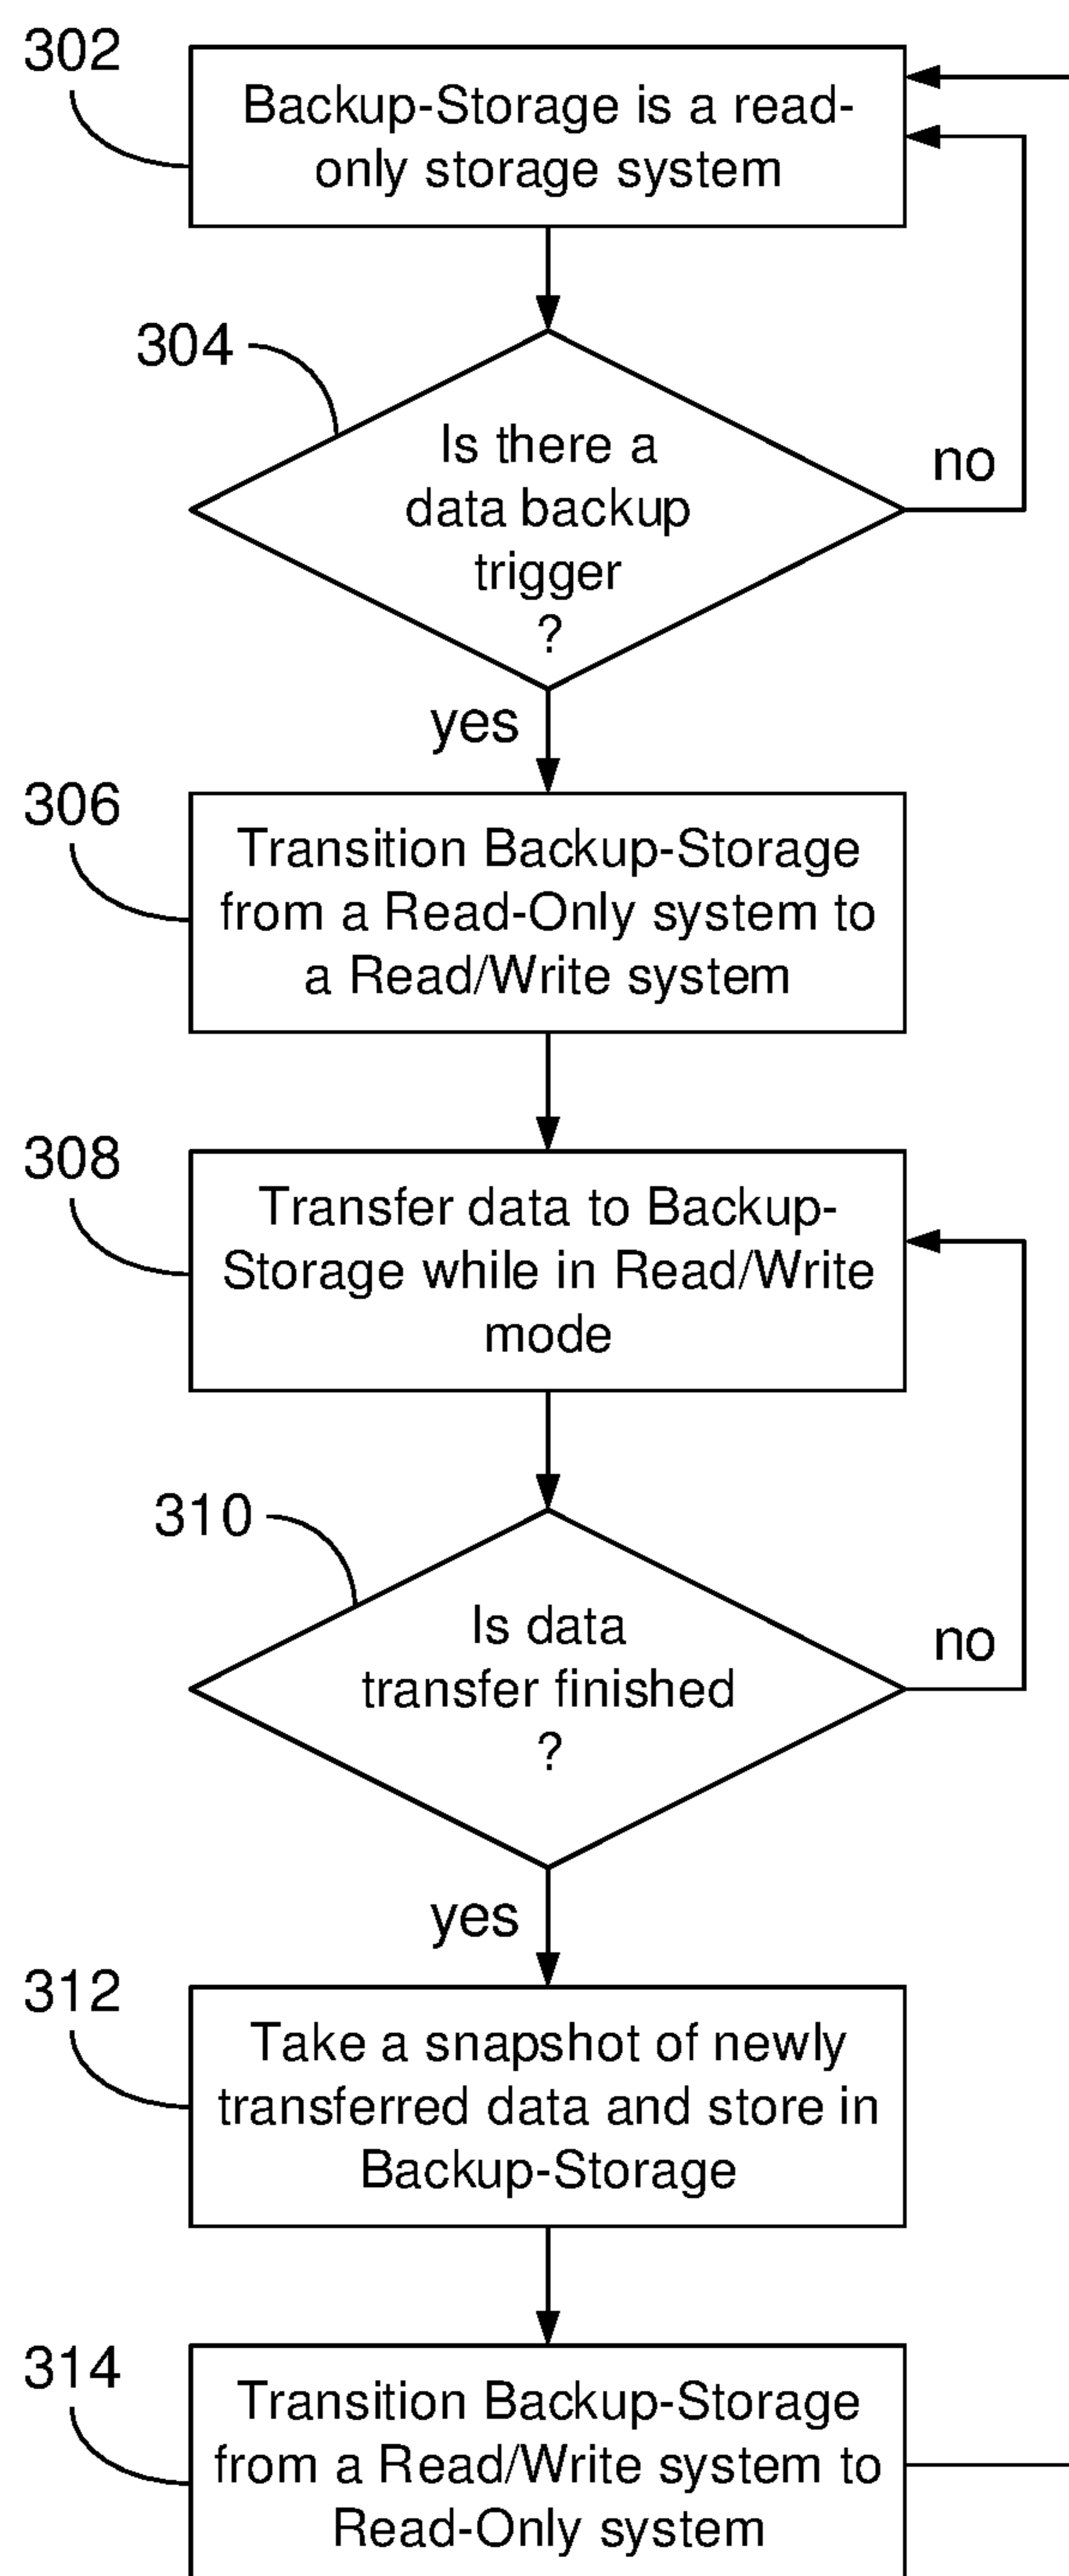 302
Backup-Storage is a read-
only storage system
304
Is there a
data backup
trigger
?
no
yes
306
Transition Backup-Storage
from a Read-Only system to
a Read/Write system
308
Transfer data to Backup-
Storage while in Read/Write
mode
310
Is data
transfer finished
?
no
yes
312
Take a snapshot of newly
transferred data and store in
Backup-Storage
314
Transition Backup-Storage
from a Read/Write system to
Read-Only system